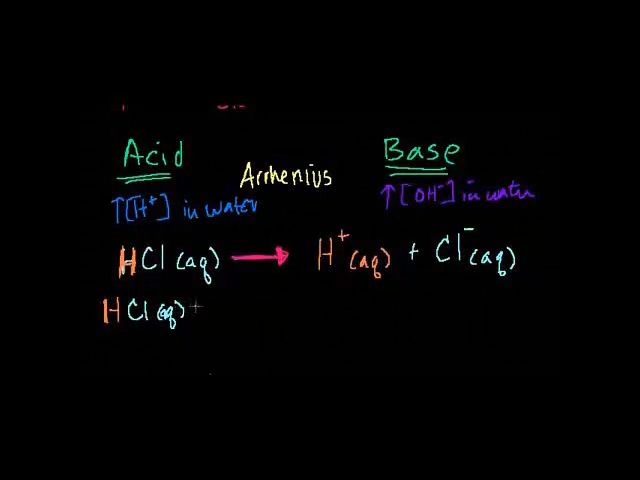 Acid Base
Arrhenius
↑[H⁺] in water ↑[OH⁻] in water
HCl (aq) → H⁺(aq) + Cl⁻(aq)
HCl (aq) +